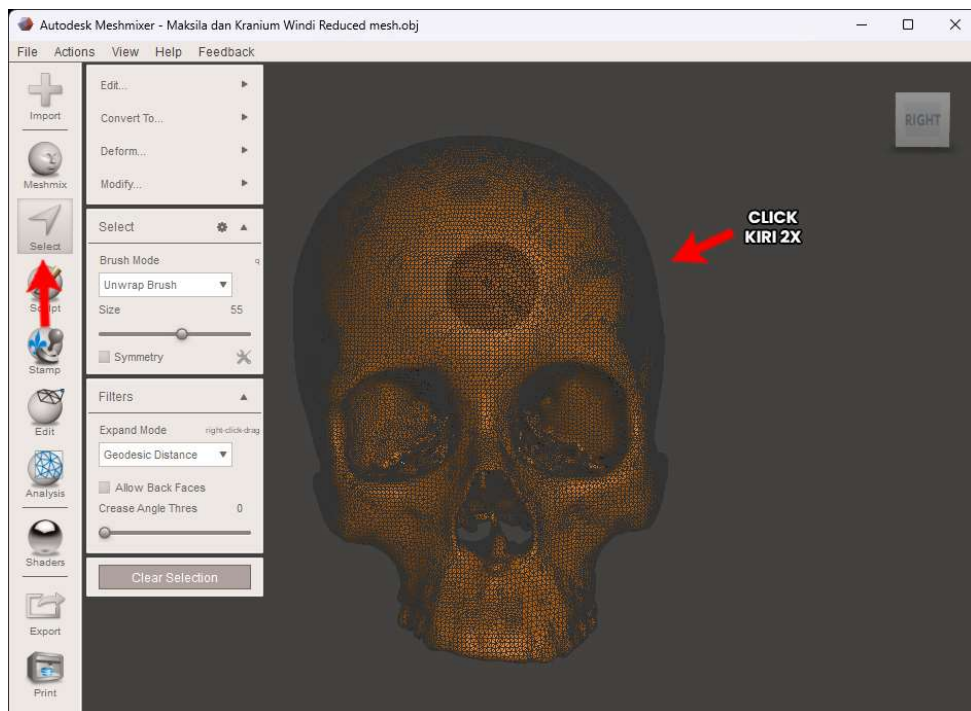 Autodesk Meshmixer - Maksila dan Kranium Windi Reduced mesh.obj
File Actions View Help Feedback
Import
Meshmix
Select
Sculpt
Stamp
Edit
Analysis
Shaders
Export
Print
Edit...
Convert To...
Deform...
Modify...
Select
Brush Mode q
Unwrap Brush
Size 55
Symmetry
Filters
Expand Mode right-click-drag
Geodesic Distance
Allow Back Faces
Crease Angle Thres 0
Clear Selection
RIGHT
CLICK
KIRI 2X